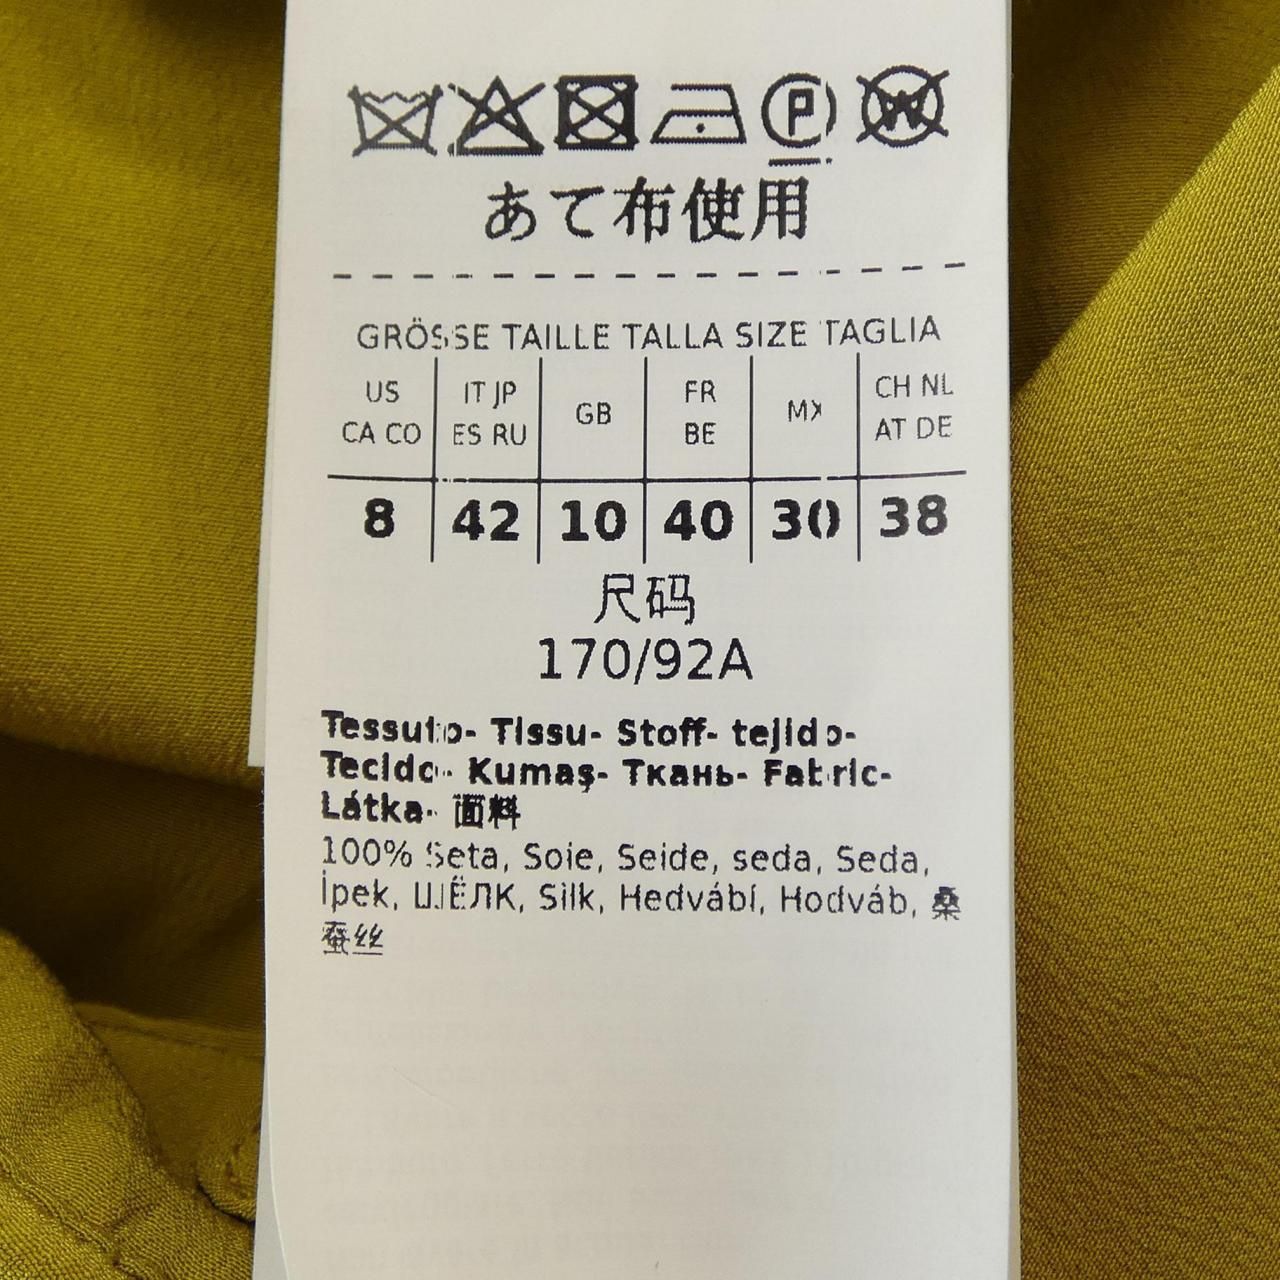 P W
あて布使用
GRÖSSE TAILLE TALLA SIZE TAGLIA
US IT JP GB FR MX CH NL
CA CO ES RU BE AT DE
8 42 10 40 30 38
尺码
170/92A
Tessuto- Tissu- Stoff- tejido-
Tecido- Kumaş- Ткань- Fabric-
Látka- 面料
100% Seta, Soie, Seide, seda, Seda,
İpek, ШЁЛК, Silk, Hedvábí, Hodváb, 桑
蚕丝